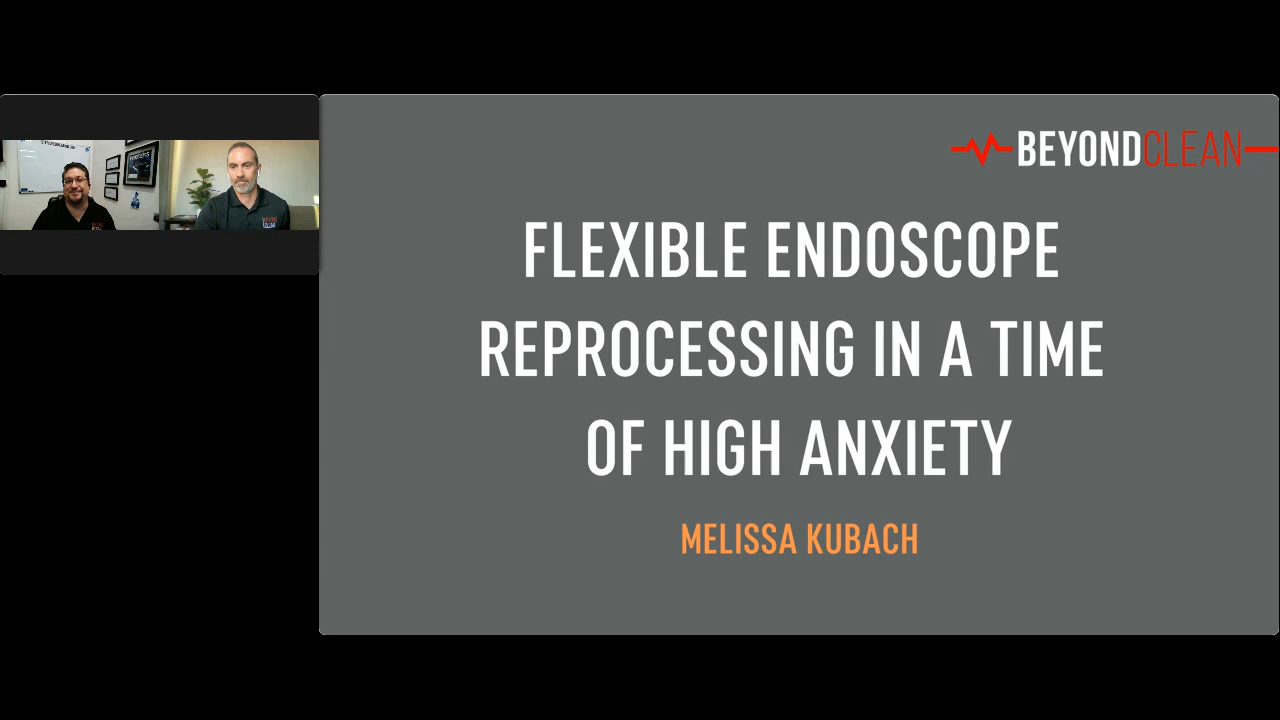 BEYONDCLEAN
FLEXIBLE ENDOSCOPE
REPROCESSING IN A TIME
OF HIGH ANXIETY
MELISSA KUBACH